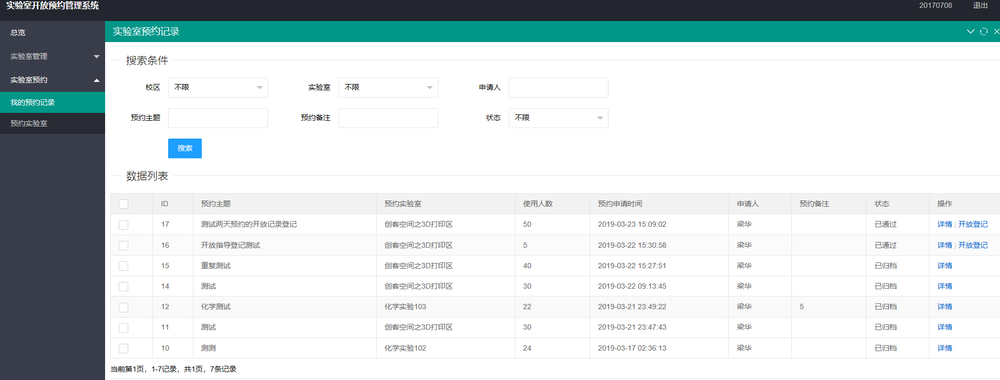 实验室开放预约管理系统 20170708 退出
总览
实验室管理
实验室预约
我的预约记录
预约实验室
实验室预约记录
搜索条件
校区 不限 实验室 不限 申请人
预约主题 预约备注 状态 不限
搜索
数据列表
ID 预约主题 预约实验室 使用人数 预约申请时间 申请人 预约备注 状态 操作
17 测试两天预约的开放记录登记 创客空间之3D打印区 50 2019-03-23 15:09:02 梁华 已通过 详情 | 开放登记
16 开放指导登记测试 创客空间之3D打印区 5 2019-03-22 15:30:58 梁华 已通过 详情 | 开放登记
15 重复测试 创客空间之3D打印区 40 2019-03-22 15:27:51 梁华 已归档 详情
14 测试 创客空间之3D打印区 30 2019-03-22 09:13:45 梁华 已归档 详情
12 化学测试 化学实验103 22 2019-03-21 23:49:22 梁华 5 已归档 详情
11 测试 创客空间之3D打印区 30 2019-03-21 23:47:43 梁华 已归档 详情
10 测测 化学实验102 24 2019-03-17 02:36:13 梁华 已归档 详情
当前第1页，1-7记录，共1页，7条记录